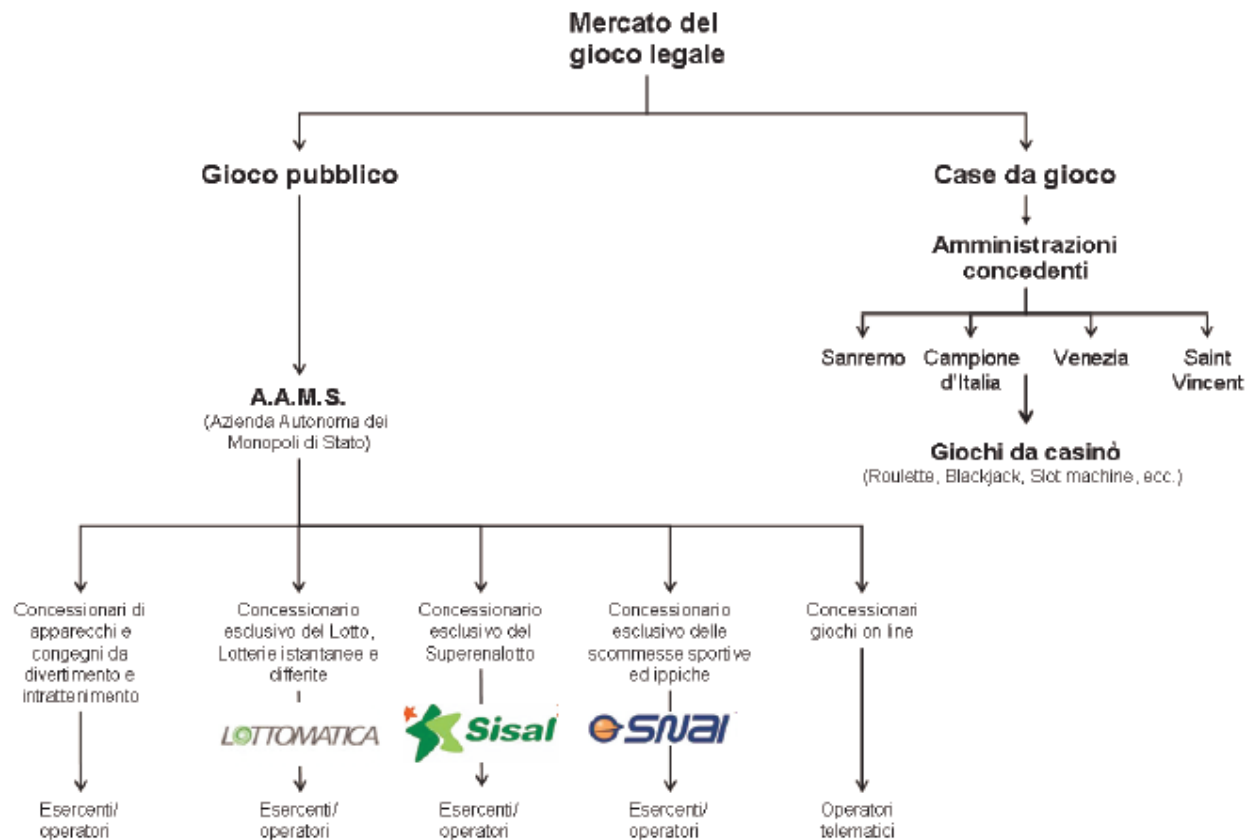 Mercato del
gioco legale
Gioco pubblico
Case da gioco
Amministrazioni
concedenti
Sanremo
Campione
d'Italia
Venezia
Saint
Vincent
A.A.M.S.
(Azienda Autonoma dei
Monopoli di Stato)
Giochi da casinò
(Roulette, Blackjack, Slot machine, ecc.)
Concessionari di
apparecchi e
congegni da
divertimento e
intrattenimento
Concessionario
esclusivo del Lotto,
Lotterie istantanee e
differite
Concessionario
esclusivo del
Superenalotto
Concessionario
esclusivo delle
scommesse sportive
ed ippiche
Concessionari
giochi on line
LOTTOMATICA
Sisal
SNAI
Esercenti/
operatori
Esercenti/
operatori
Esercenti/
operatori
Esercenti/
operatori
Operatori
telematici